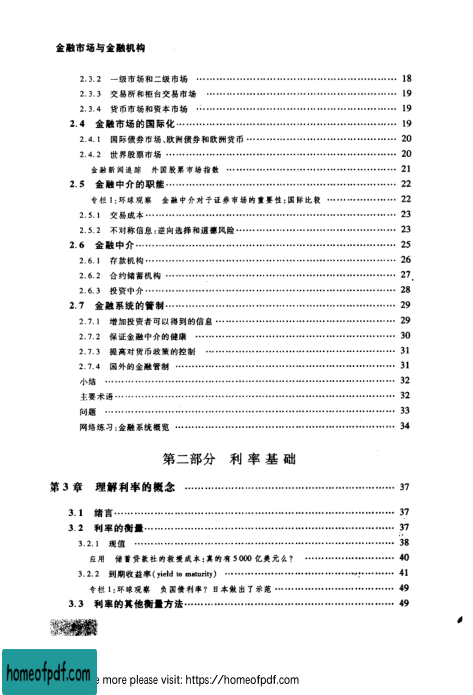 金融市场与金融机构
2.3.2 一级市场和二级市场 …… 18
2.3.3 交易所和柜台交易市场 …… 19
2.3.4 货币市场和资本市场 …… 19
2.4 金融市场的国际化 …… 19
2.4.1 国际债券市场、欧洲债券和欧洲货币 …… 20
2.4.2 世界股票市场 …… 20
金融新闻追踪 外国股票市场指数 …… 21
2.5 金融中介的职能 …… 22
专栏1:环球观察 金融中介对于证券市场的重要性:国际比较 …… 22
2.5.1 交易成本 …… 23
2.5.2 不对称信息:逆向选择和道德风险 …… 23
2.6 金融中介 …… 25
2.6.1 存款机构 …… 26
2.6.2 合约储蓄机构 …… 27
2.6.3 投资中介 …… 28
2.7 金融系统的管制 …… 29
2.7.1 增加投资者可以得到的信息 …… 29
2.7.2 保证金融中介的健康 …… 30
2.7.3 提高对货币政策的控制 …… 31
2.7.4 国外的金融管制 …… 31
小结 …… 32
主要术语 …… 32
问题 …… 33
网络练习:金融系统概览 …… 34
第二部分 利率基础
第3章 理解利率的概念 …… 37
3.1 绪言 …… 37
3.2 利率的衡量 …… 37
3.2.1 现值 …… 38
应用 储蓄贷款社的救援成本:真的有5000亿美元么? …… 40
3.2.2 到期收益率(yield to maturity) …… 41
专栏1:环球观察 负国债利率?日本做出了示范 …… 49
3.3 利率的其他衡量方法 …… 49
homeofpdf.com
more please visit: https://homeofpdf.com